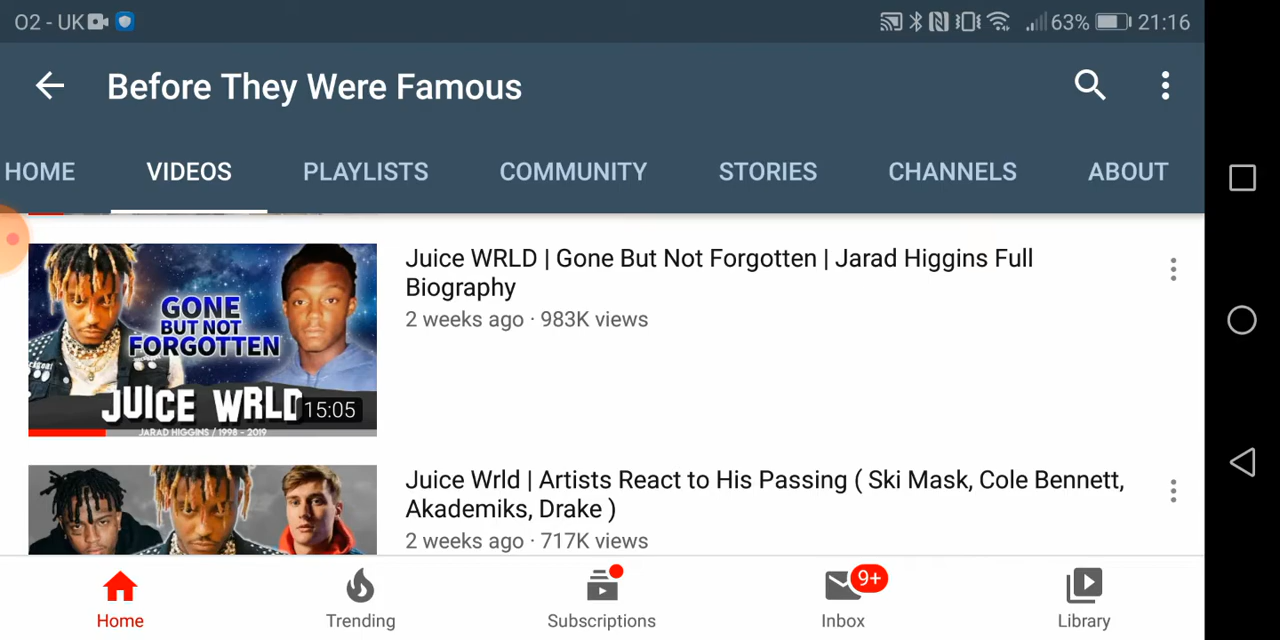 O2 - UK 63% 21:16
Before They Were Famous
HOME VIDEOS PLAYLISTS COMMUNITY STORIES CHANNELS ABOUT
GONE
BUT NOT
FORGOTTEN
JUICE WRLD
15:05
JARAD HIGGINS / 1998 - 2019
Juice WRLD | Gone But Not Forgotten | Jarad Higgins Full
Biography
2 weeks ago · 983K views
Juice Wrld | Artists React to His Passing ( Ski Mask, Cole Bennett,
Akademiks, Drake )
2 weeks ago · 717K views
9+
Home Trending Subscriptions Inbox Library